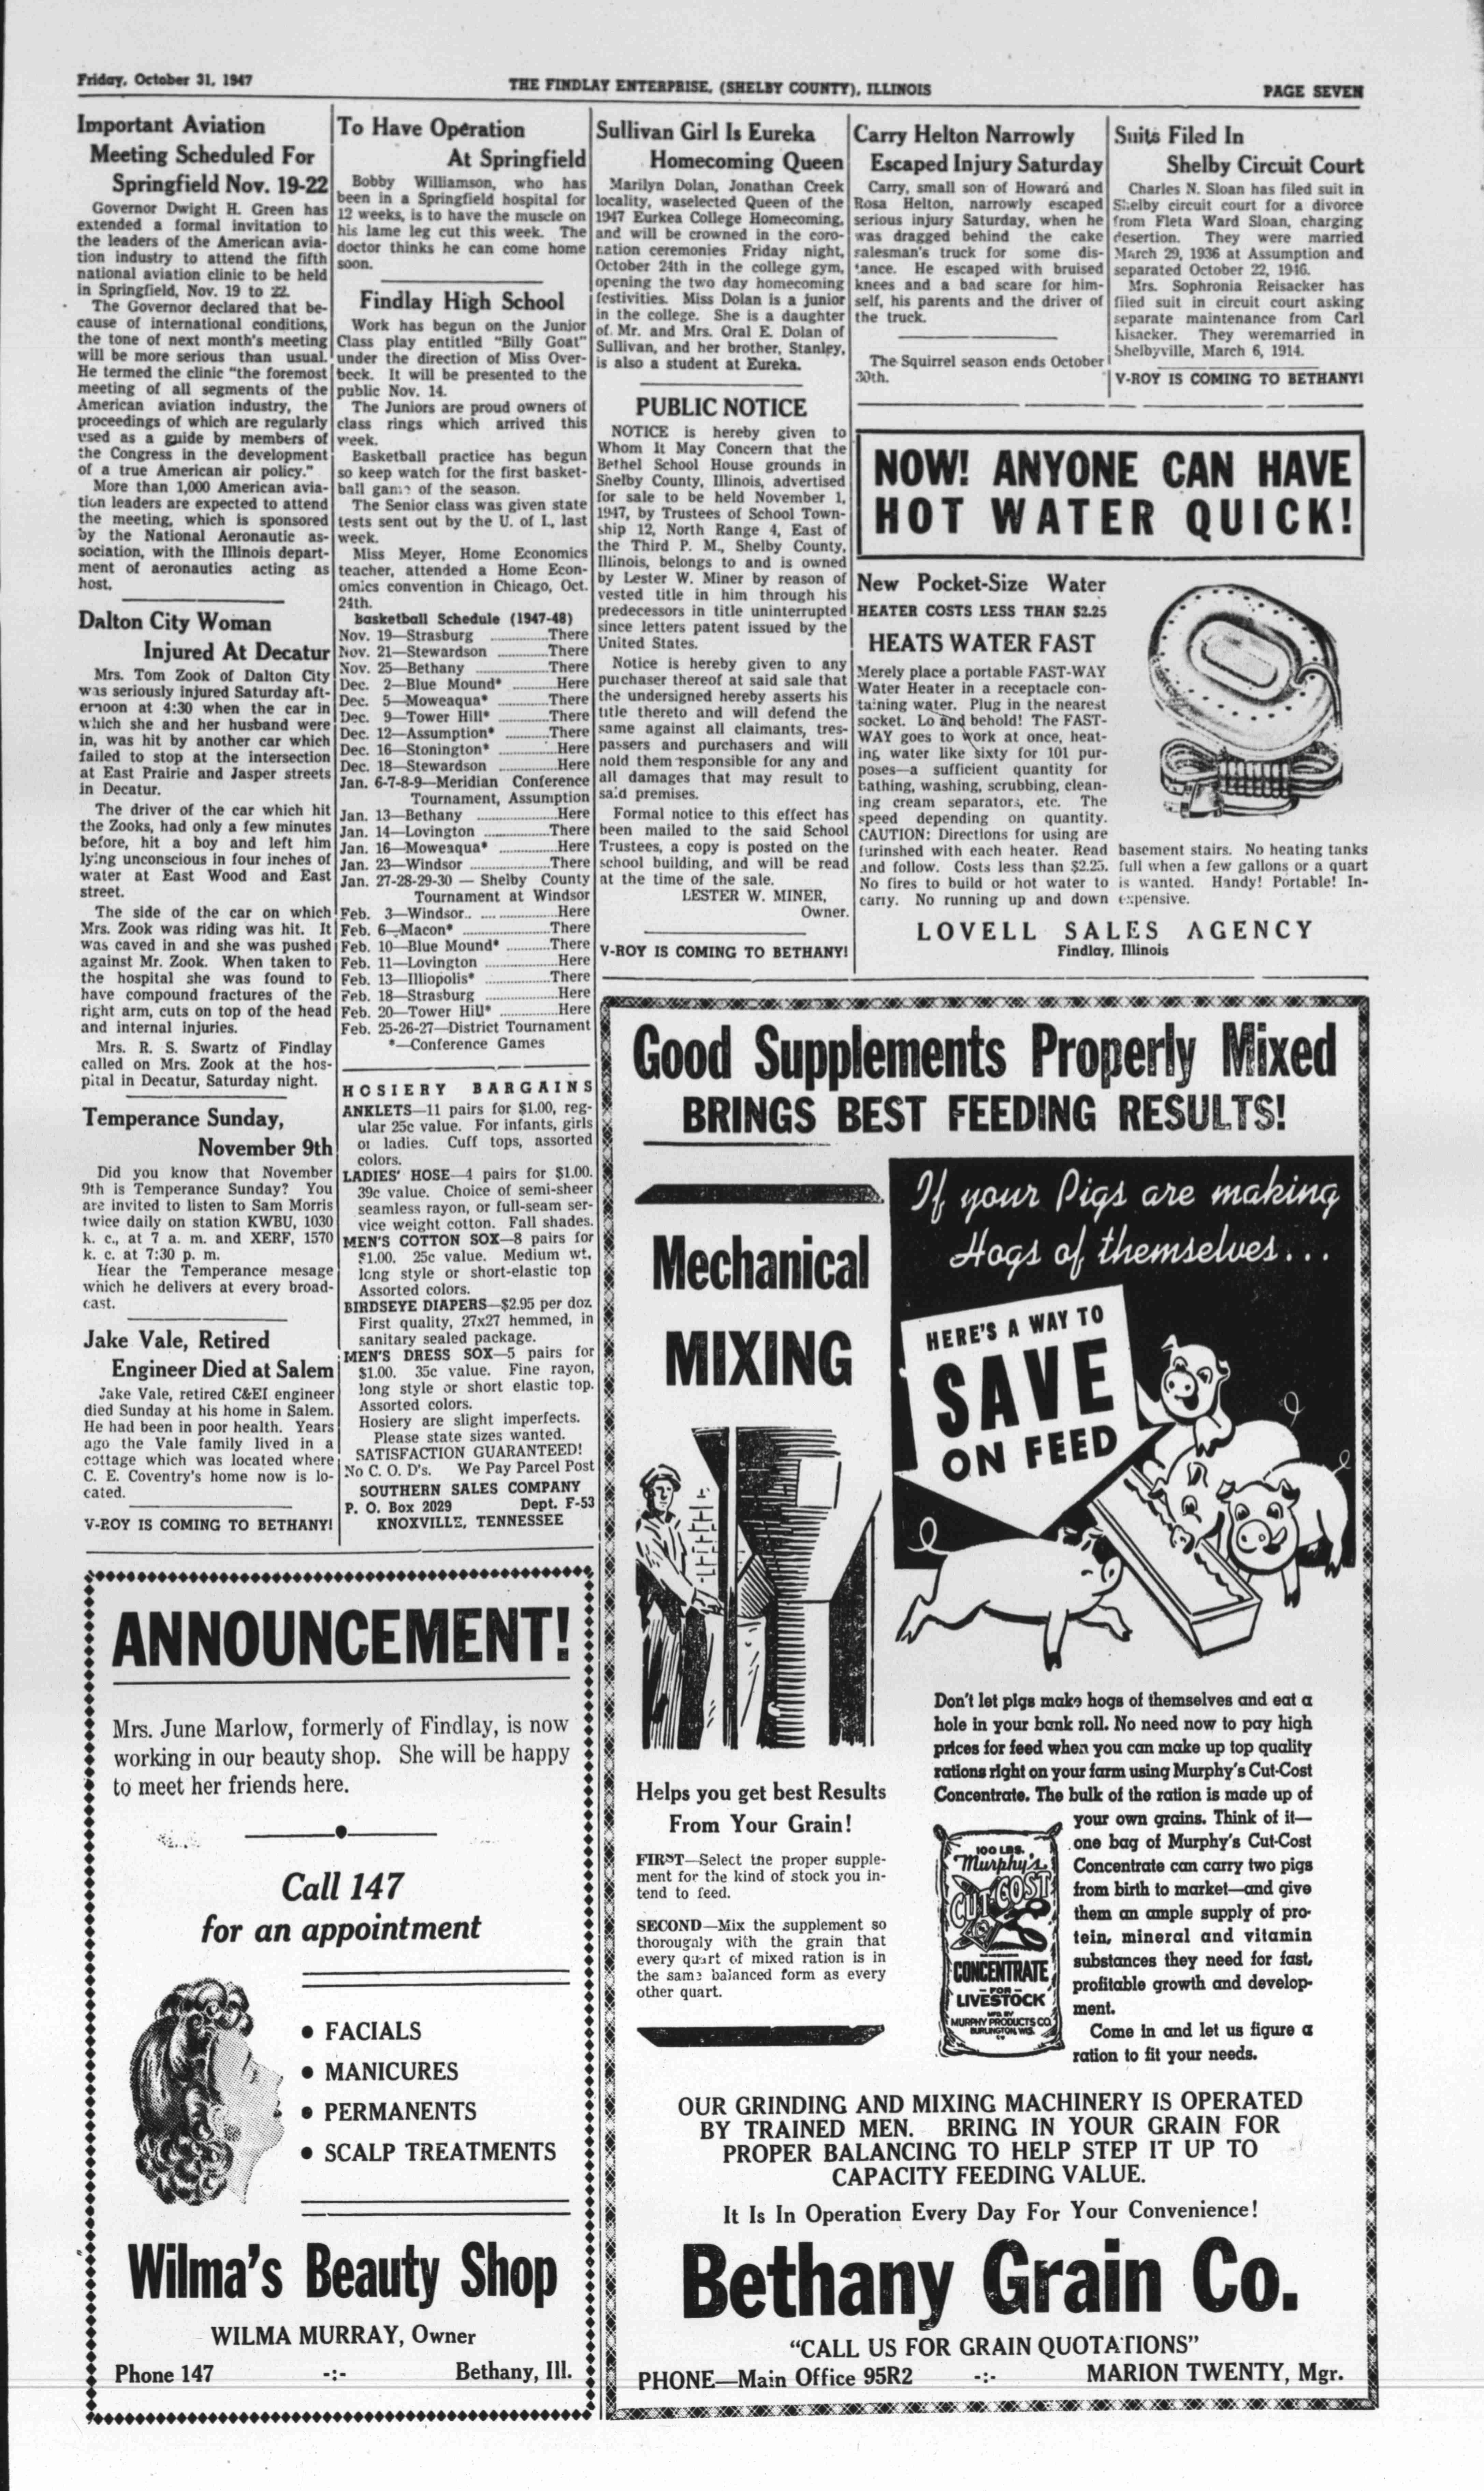 Friday, October 31, 1947
THE FINDLAY ENTERPRISE, (SHELBY COUNTY), ILLINOIS
PAGE SEVEN
Important Aviation
Meeting Scheduled For
Springfield Nov. 19-22
Governor Dwight H. Green has
extended a formal invitation to
the leaders of the American avia-
tion industry to attend the fifth
national aviation clinic to be held
in Springfield, Nov. 19 to 22.
The Governor declared that be-
cause of international conditions,
the tone of next month's meeting
will be more serious than usual.
He termed the clinic "the foremost
meeting of all segments of the
American aviation industry, the
proceedings of which are regularly
used as a guide by members of
the Congress in the development
of a true American air policy."
More than 1,000 American avia-
tion leaders are expected to attend
the meeting, which is sponsored
by the National Aeronautic as-
sociation, with the Illinois depart-
ment of aeronautics acting as
host.
Dalton City Woman
Injured At Decatur
Mrs. Tom Zook of Dalton City
was seriously injured Saturday aft-
ernoon at 4:30 when the car in
which she and her husband were
in, was hit by another car which
failed to stop at the intersection
at East Prairie and Jasper streets
in Decatur.
The driver of the car which hit
the Zooks, had only a few minutes
before, hit a boy and left him
lying unconscious in four inches of
water at East Wood and East
street.
The side of the car on which
Mrs. Zook was riding was hit. It
was caved in and she was pushed
against Mr. Zook. When taken to
the hospital she was found to
have compound fractures of the
right arm, cuts on top of the head
and internal injuries.
Mrs. R. S. Swartz of Findlay
called on Mrs. Zook at the hos-
pital in Decatur, Saturday night.
Temperance Sunday,
November 9th
Did you know that November
9th is Temperance Sunday? You
are invited to listen to Sam Morris
twice daily on station KWBU, 1030
k. c., at 7 a. m. and XERF, 1570
k. c. at 7:30 p. m.
Hear the Temperance mesage
which he delivers at every broad-
cast.
Jake Vale, Retired
Engineer Died at Salem
Jake Vale, retired C&EI engineer
died Sunday at his home in Salem.
He had been in poor health. Years
ago the Vale family lived in a
cottage which was located where
C. E. Coventry's home now is lo-
cated.
V-ROY IS COMING TO BETHANY!
To Have Operation
At Springfield
Bobby Williamson, who has
been in a Springfield hospital for
12 weeks, is to have the muscle on
his lame leg cut this week. The
doctor thinks he can come home
soon.
Findlay High School
Work has begun on the Junior
Class play entitled "Billy Goat"
under the direction of Miss Over-
beck. It will be presented to the
public Nov. 14.
The Juniors are proud owners of
class rings which arrived this
week.
Basketball practice has begun
so keep watch for the first basket-
ball game of the season.
The Senior class was given state
tests sent out by the U. of I., last
week.
Miss Meyer, Home Economics
teacher, attended a Home Econ-
omics convention in Chicago, Oct.
24th.
Basketball Schedule (1947-48)
Nov. 19—Strasburg ..............There
Nov. 21—Stewardson ............There
Nov. 25—Bethany .................There
Dec. 2—Blue Mound* ..........Here
Dec. 5—Moweaqua* .............There
Dec. 9—Tower Hill* .............There
Dec. 12—Assumption* ...........There
Dec. 16—Stonington* .............Here
Dec. 18—Stewardson ..............Here
Jan. 6-7-8-9—Meridian Conference
Tournament, Assumption
Jan. 13—Bethany ...................Here
Jan. 14—Lovington ................There
Jan. 16—Moweaqua* ...............Here
Jan. 23—Windsor ...................There
Jan. 27-28-29-30 — Shelby County
Tournament at Windsor
Feb. 3—Windsor.. ..................Here
Feb. 6—Macon* ....................There
Feb. 10—Blue Mound* ...........There
Feb. 11—Lovington .................Here
Feb. 13—Illiopolis* ................There
Feb. 18—Strasburg .................Here
Feb. 20—Tower Hill* ..............Here
Feb. 25-26-27—District Tournament
*—Conference Games
HOSIERY BARGAINS
ANKLETS—11 pairs for $1.00, reg-
ular 25c value. For infants, girls
or ladies. Cuff tops, assorted
colors.
LADIES' HOSE—4 pairs for $1.00.
39c value. Choice of semi-sheer
seamless rayon, or full-seam ser-
vice weight cotton. Fall shades.
MEN'S COTTON SOX—8 pairs for
$1.00. 25c value. Medium wt.
long style or short-elastic top
Assorted colors.
BIRDSEYE DIAPERS—$2.95 per doz.
First quality, 27x27 hemmed, in
sanitary sealed package.
MEN'S DRESS SOX—5 pairs for
$1.00. 35c value. Fine rayon,
long style or short elastic top.
Assorted colors.
Hosiery are slight imperfects.
Please state sizes wanted.
SATISFACTION GUARANTEED!
No C. O. D's. We Pay Parcel Post
SOUTHERN SALES COMPANY
P. O. Box 2029 Dept. F-53
KNOXVILLE, TENNESSEE
Sullivan Girl Is Eureka
Homecoming Queen
Marilyn Dolan, Jonathan Creek
locality, waselected Queen of the
1947 Eurkea College Homecoming,
and will be crowned in the coro-
nation ceremonies Friday night,
October 24th in the college gym,
opening the two day homecoming
festivities. Miss Dolan is a junior
in the college. She is a daughter
of Mr. and Mrs. Oral E. Dolan of
Sullivan, and her brother, Stanley,
is also a student at Eureka.
PUBLIC NOTICE
NOTICE is hereby given to
Whom It May Concern that the
Bethel School House grounds in
Shelby County, Illinois, advertised
for sale to be held November 1,
1947, by Trustees of School Town-
ship 12, North Range 4, East of
the Third P. M., Shelby County,
Illinois, belongs to and is owned
by Lester W. Miner by reason of
vested title in him through his
predecessors in title uninterrupted
since letters patent issued by the
United States.
Notice is hereby given to any
purchaser thereof at said sale that
the undersigned hereby asserts his
title thereto and will defend the
same against all claimants, tres-
passers and purchasers and will
hold them responsible for any and
all damages that may result to
said premises.
Formal notice to this effect has
been mailed to the said School
Trustees, a copy is posted on the
school building, and will be read
at the time of the sale.
LESTER W. MINER,
Owner.
V-ROY IS COMING TO BETHANY!
Carry Helton Narrowly
Escaped Injury Saturday
Carry, small son of Howard and
Rosa Helton, narrowly escaped
serious injury Saturday, when he
was dragged behind the cake
salesman's truck for some dis-
tance. He escaped with bruised
knees and a bad scare for him-
self, his parents and the driver of
the truck.
The Squirrel season ends October
30th.
Suits Filed In
Shelby Circuit Court
Charles N. Sloan has filed suit in
Shelby circuit court for a divorce
from Fleta Ward Sloan, charging
desertion. They were married
March 29, 1936 at Assumption and
separated October 22, 1946.
Mrs. Sophronia Reisacker has
filed suit in circuit court asking
separate maintenance from Carl
Risacker. They weremarried in
Shelbyville, March 6, 1914.
V-ROY IS COMING TO BETHANY!
NOW! ANYONE CAN HAVE
HOT WATER QUICK!
New Pocket-Size Water
HEATER COSTS LESS THAN $2.25
HEATS WATER FAST
Merely place a portable FAST-WAY
Water Heater in a receptacle con-
taining water. Plug in the nearest
socket. Lo and behold! The FAST-
WAY goes to work at once, heat-
ing water like sixty for 101 pur-
poses—a sufficient quantity for
bathing, washing, scrubbing, clean-
ing cream separators, etc. The
speed depending on quantity.
CAUTION: Directions for using are
furinshed with each heater. Read
and follow. Costs less than $2.25.
No fires to build or hot water to
carry. No running up and down
basement stairs. No heating tanks
full when a few gallons or a quart
is wanted. Handy! Portable! In-
expensive.
LOVELL SALES AGENCY
Findlay, Illinois
ANNOUNCEMENT!
Mrs. June Marlow, formerly of Findlay, is now
working in our beauty shop. She will be happy
to meet her friends here.
Call 147
for an appointment
• FACIALS
• MANICURES
• PERMANENTS
• SCALP TREATMENTS
Wilma's Beauty Shop
WILMA MURRAY, Owner
Phone 147 -:- Bethany, Ill.
Good Supplements Properly Mixed
BRINGS BEST FEEDING RESULTS!
Mechanical
MIXING
Helps you get best Results
From Your Grain!
FIRST—Select the proper supple-
ment for the kind of stock you in-
tend to feed.
SECOND—Mix the supplement so
thoroughly with the grain that
every quart of mixed ration is in
the same balanced form as every
other quart.
If your Pigs are making
Hogs of themselves...
HERE'S A WAY TO
SAVE
ON FEED
Don't let pigs make hogs of themselves and eat a
hole in your bank roll. No need now to pay high
prices for feed when you can make up top quality
rations right on your farm using Murphy's Cut-Cost
Concentrate. The bulk of the ration is made up of
your own grains. Think of it—
one bag of Murphy's Cut-Cost
Concentrate can carry two pigs
from birth to market—and give
them an ample supply of pro-
tein, mineral and vitamin
substances they need for fast,
profitable growth and develop-
ment.
Come in and let us figure a
ration to fit your needs.
100 LBS.
Murphy's
CUT-COST
CONCENTRATE
-FOR-
LIVESTOCK
MFD. BY
MURPHY PRODUCTS CO.
BURLINGTON, WIS.
OUR GRINDING AND MIXING MACHINERY IS OPERATED
BY TRAINED MEN. BRING IN YOUR GRAIN FOR
PROPER BALANCING TO HELP STEP IT UP TO
CAPACITY FEEDING VALUE.
It Is In Operation Every Day For Your Convenience!
Bethany Grain Co.
"CALL US FOR GRAIN QUOTATIONS"
PHONE—Main Office 95R2 -:- MARION TWENTY, Mgr.